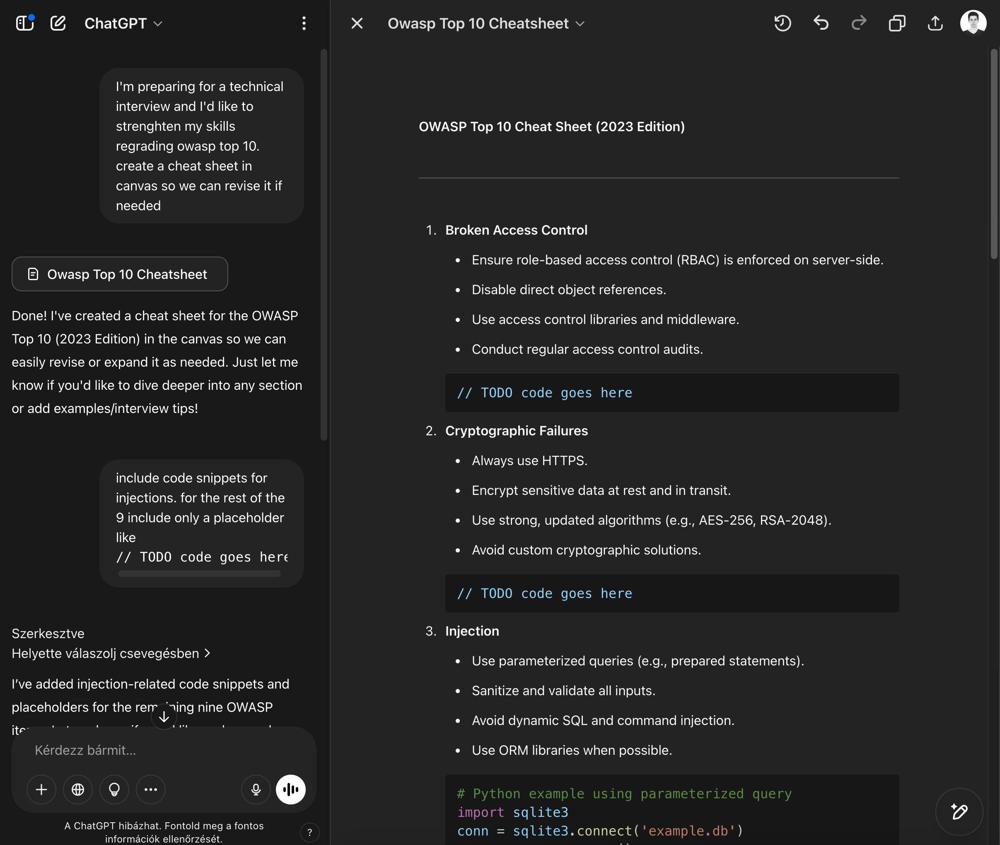 ChatGPT
I'm preparing for a technical
interview and I'd like to
strenghten my skills
regrading owasp top 10.
create a cheat sheet in
canvas so we can revise it if
needed
Owasp Top 10 Cheatsheet
Done! I've created a cheat sheet for the OWASP
Top 10 (2023 Edition) in the canvas so we can
easily revise or expand it as needed. Just let me
know if you'd like to dive deeper into any section
or add examples/interview tips!
include code snippets for
injections. for the rest of the
9 include only a placeholder
like
// TODO code goes here
Szerkesztve
Helyette válaszolj csevegésben
I’ve added injection-related code snippets and
placeholders for the remaining nine OWASP
Kérdezz bármit...
A ChatGPT hibázhat. Fontold meg a fontos
információk ellenőrzését.
?
Owasp Top 10 Cheatsheet
OWASP Top 10 Cheat Sheet (2023 Edition)
1. Broken Access Control
• Ensure role-based access control (RBAC) is enforced on server-side.
• Disable direct object references.
• Use access control libraries and middleware.
• Conduct regular access control audits.
// TODO code goes here
2. Cryptographic Failures
• Always use HTTPS.
• Encrypt sensitive data at rest and in transit.
• Use strong, updated algorithms (e.g., AES-256, RSA-2048).
• Avoid custom cryptographic solutions.
// TODO code goes here
3. Injection
• Use parameterized queries (e.g., prepared statements).
• Sanitize and validate all inputs.
• Avoid dynamic SQL and command injection.
• Use ORM libraries when possible.
# Python example using parameterized query
import sqlite3
conn = sqlite3.connect('example.db')